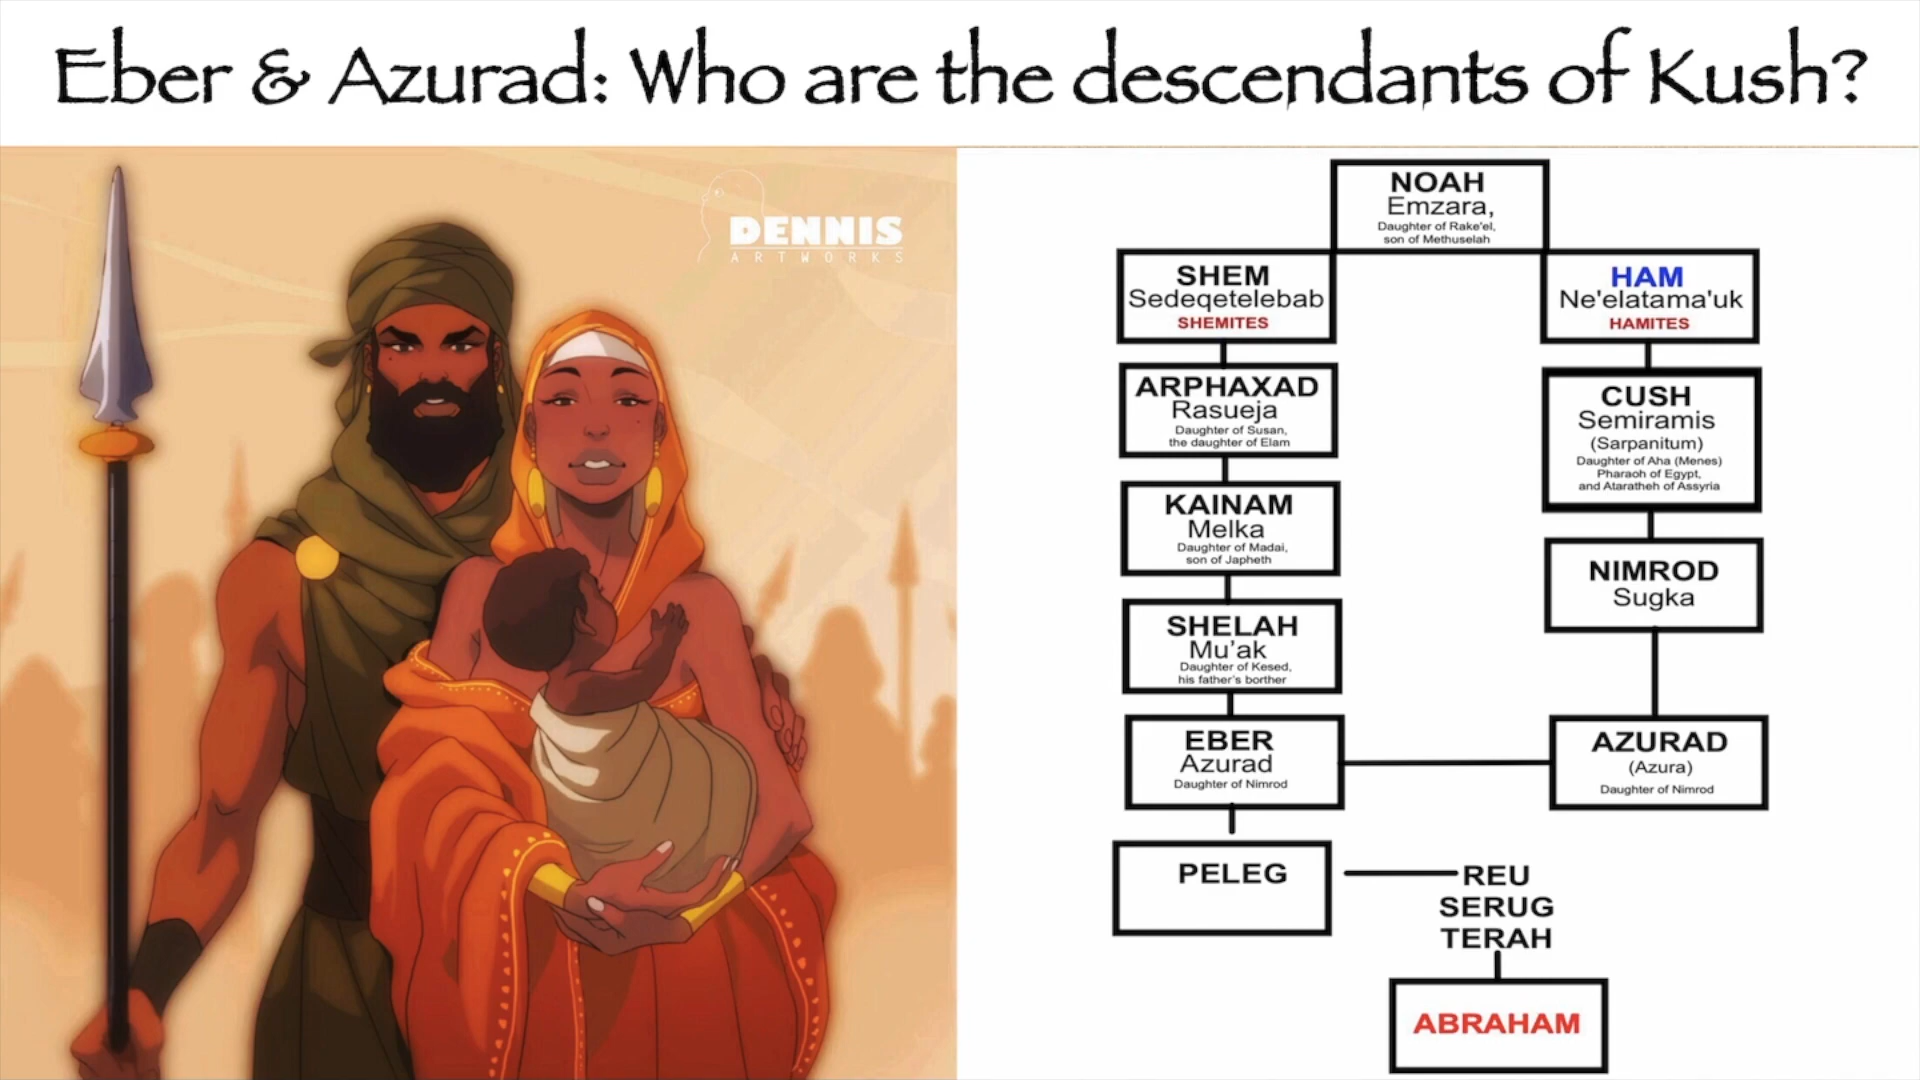 Eber & Azurad: Who are the descendants of Kush?
DENNIS
ARTWORKS
NOAH
Emzara,
Daughter of Rake'el,
son of Methuselah
SHEM
Sedeqetelebab
SHEMITES
HAM
Ne'elatama'uk
HAMITES
ARPHAXAD
Rasueja
Daughter of Susan,
the daughter of Elam
CUSH
Semiramis
(Sarpanitum)
Daughter of Aha (Menes)
Pharaoh of Egypt,
and Ataratheh of Assyria
KAINAM
Melka
Daughter of Madai,
son of Japheth
NIMROD
Sugka
SHELAH
Mu'ak
Daughter of Kesed,
his father's borther
EBER
Azurad
Daughter of Nimrod
AZURAD
(Azura)
Daughter of Nimrod
PELEG
REU
SERUG
TERAH
ABRAHAM